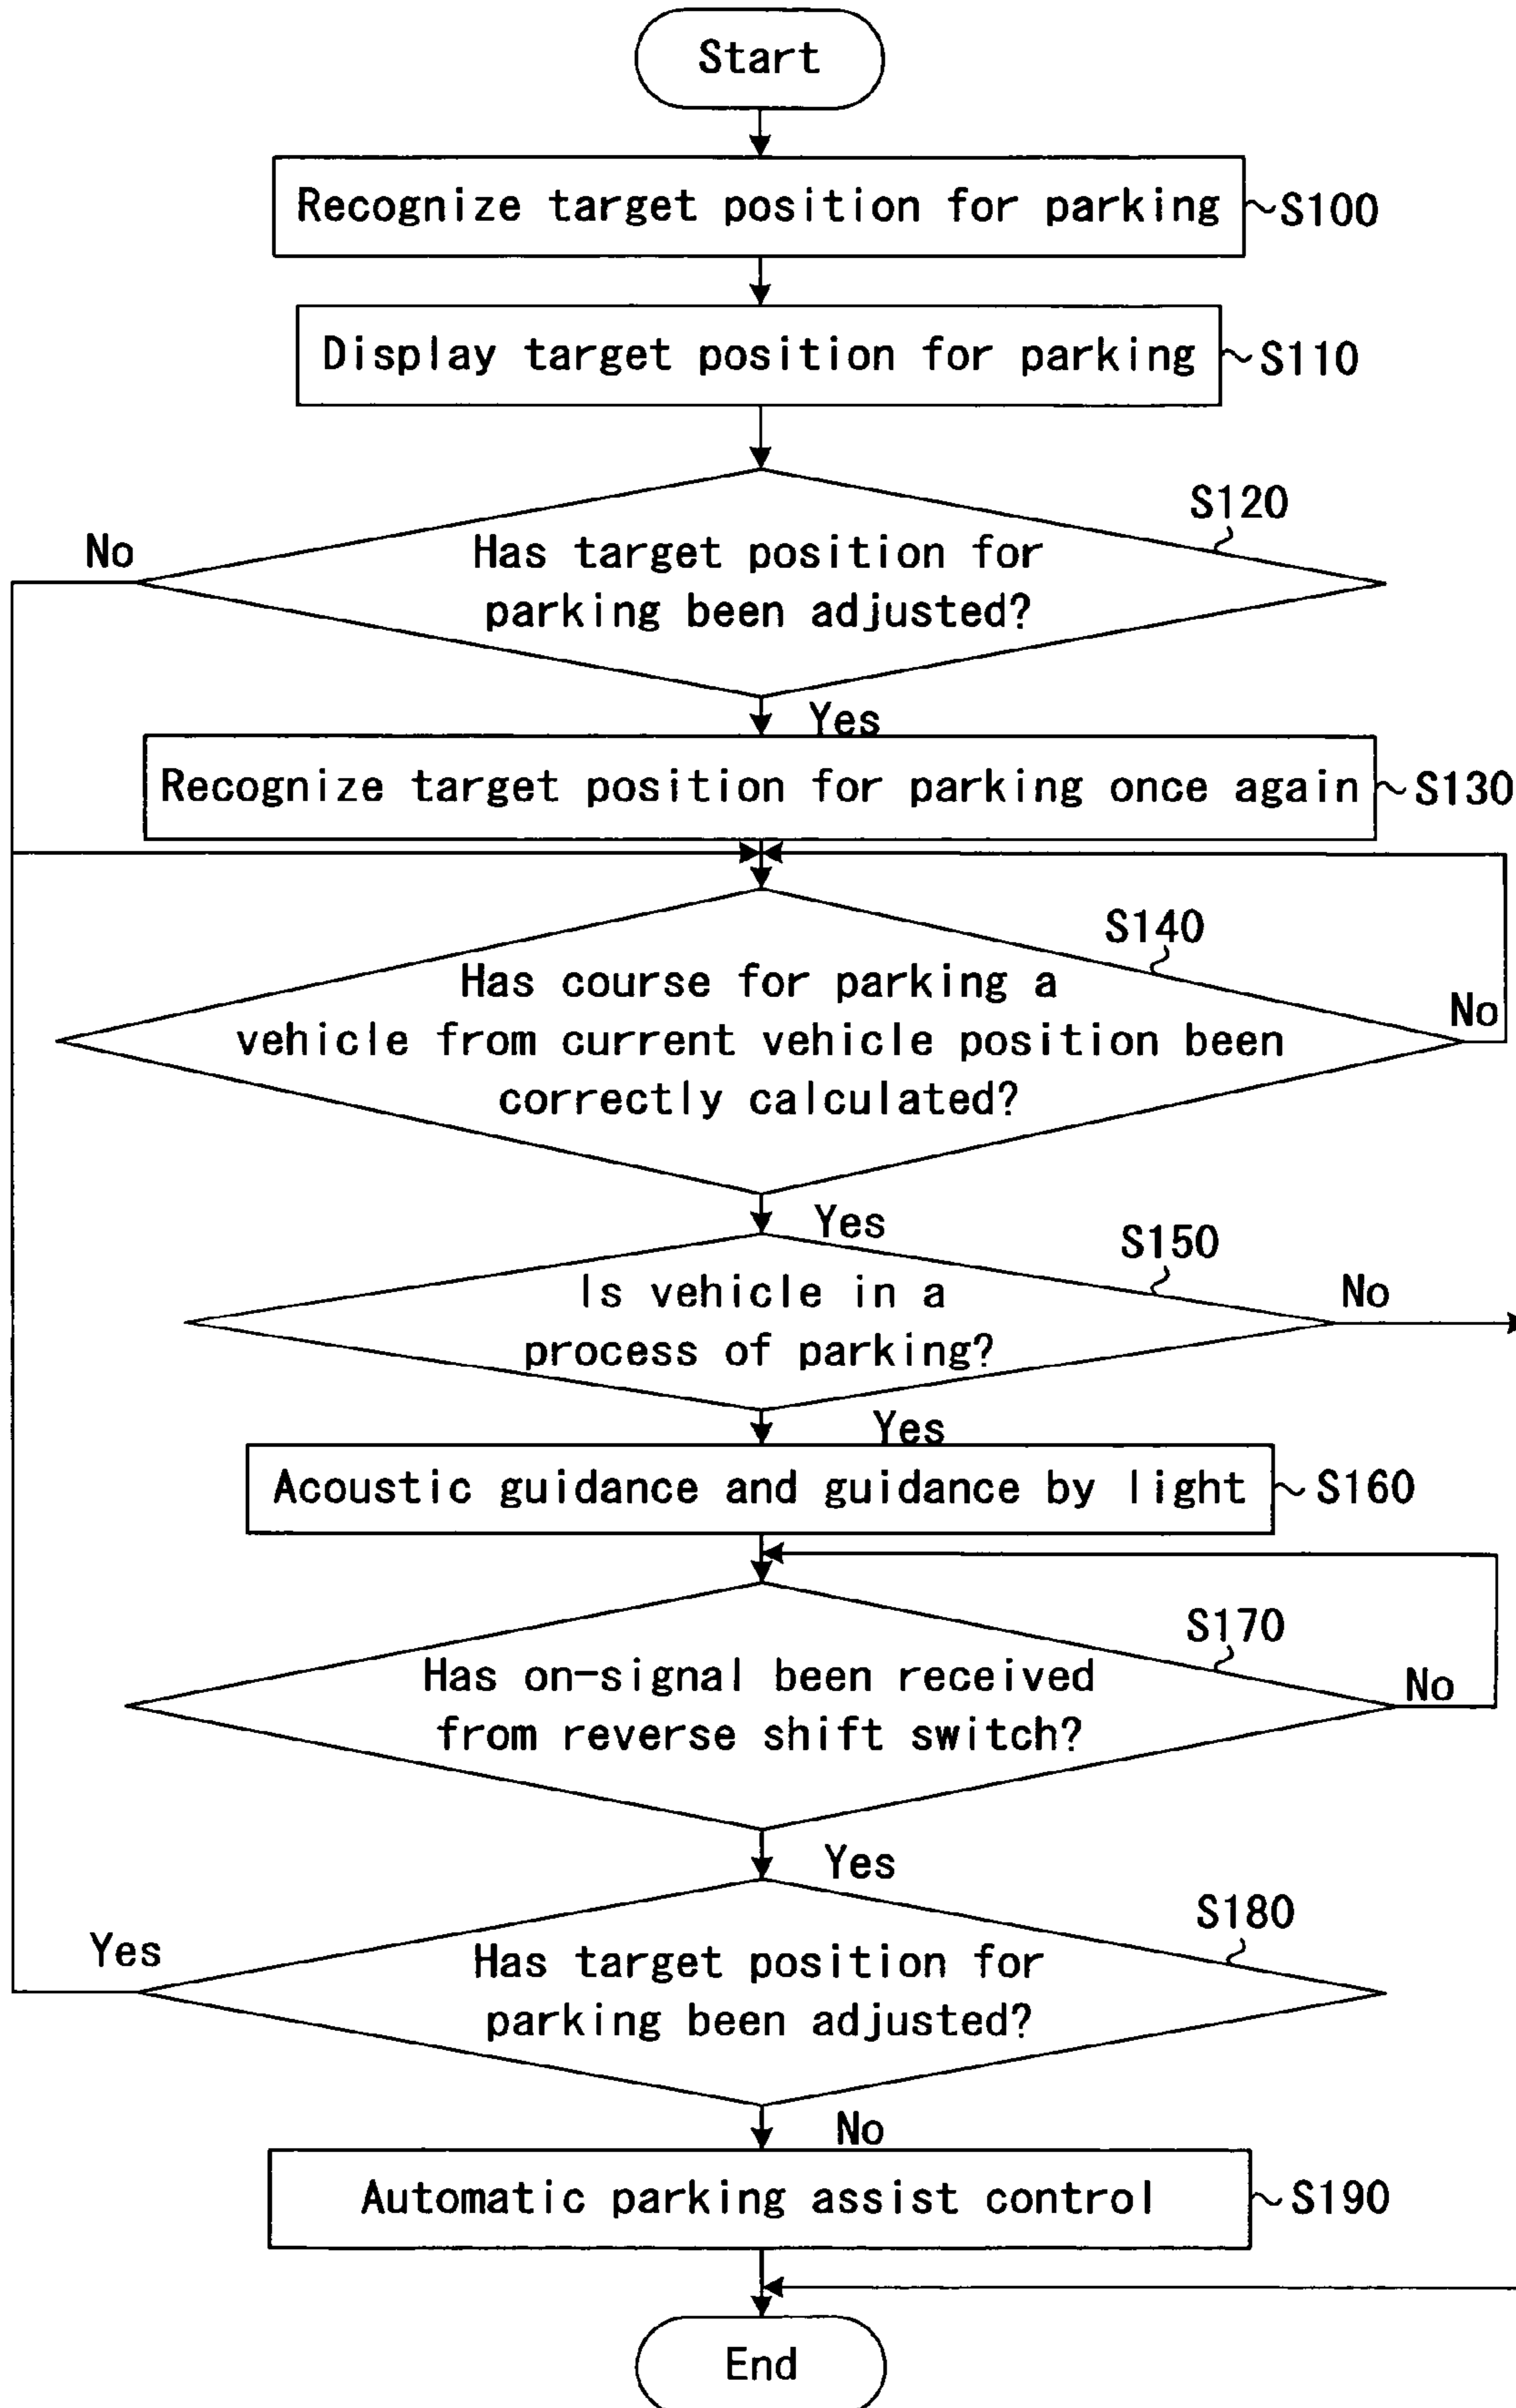 Start
Recognize target position for parking
S100
Display target position for parking
S110
S120
No
Has target position for
parking been adjusted?
Yes
Recognize target position for parking once again
S130
S140
Has course for parking a
No
vehicle from current vehicle position been
correctly calculated?
Yes
S150
Is vehicle in a
No
process of parking?
Yes
Acoustic guidance and guidance by light
S160
S170
Has on-signal been received
No
from reverse shift switch?
Yes
S180
Yes
Has target position for
parking been adjusted?
No
Automatic parking assist control
S190
End